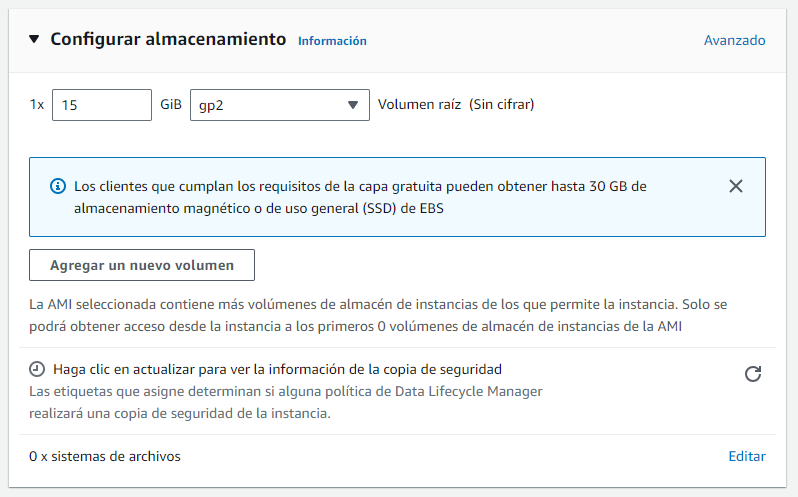 Configurar almacenamiento Información Avanzado
1x 15 GiB gp2 Volumen raíz (Sin cifrar)
Los clientes que cumplan los requisitos de la capa gratuita pueden obtener hasta 30 GB de
almacenamiento magnético o de uso general (SSD) de EBS
Agregar un nuevo volumen
La AMI seleccionada contiene más volúmenes de almacén de instancias de los que permite la instancia. Solo se
podrá obtener acceso desde la instancia a los primeros 0 volúmenes de almacén de instancias de la AMI
Haga clic en actualizar para ver la información de la copia de seguridad
Las etiquetas que asigne determinan si alguna política de Data Lifecycle Manager
realizará una copia de seguridad de la instancia.
0 x sistemas de archivos Editar